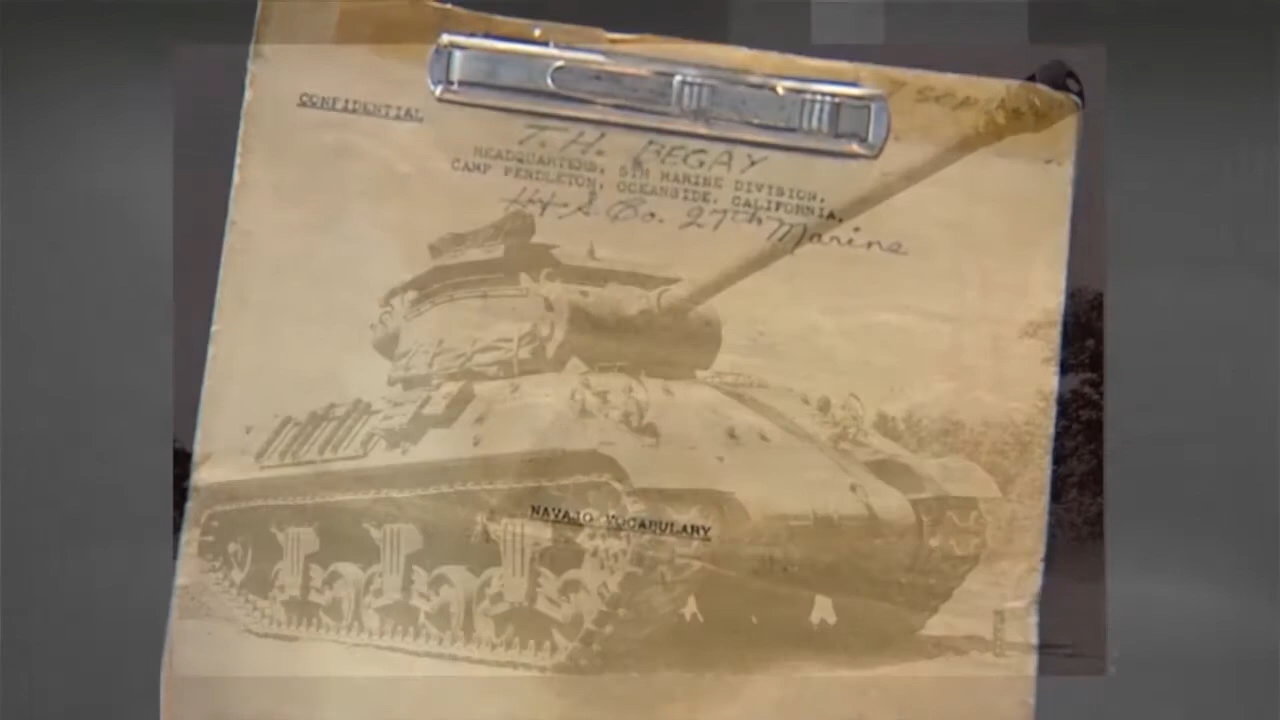 CONFIDENTIAL
T. H. BEGAY
HEADQUARTERS, 5TH MARINE DIVISION,
CAMP PENDLETON, OCEANSIDE, CALIFORNIA,
H & S Co. 27th Marine
NAVAJO VOCABULARY